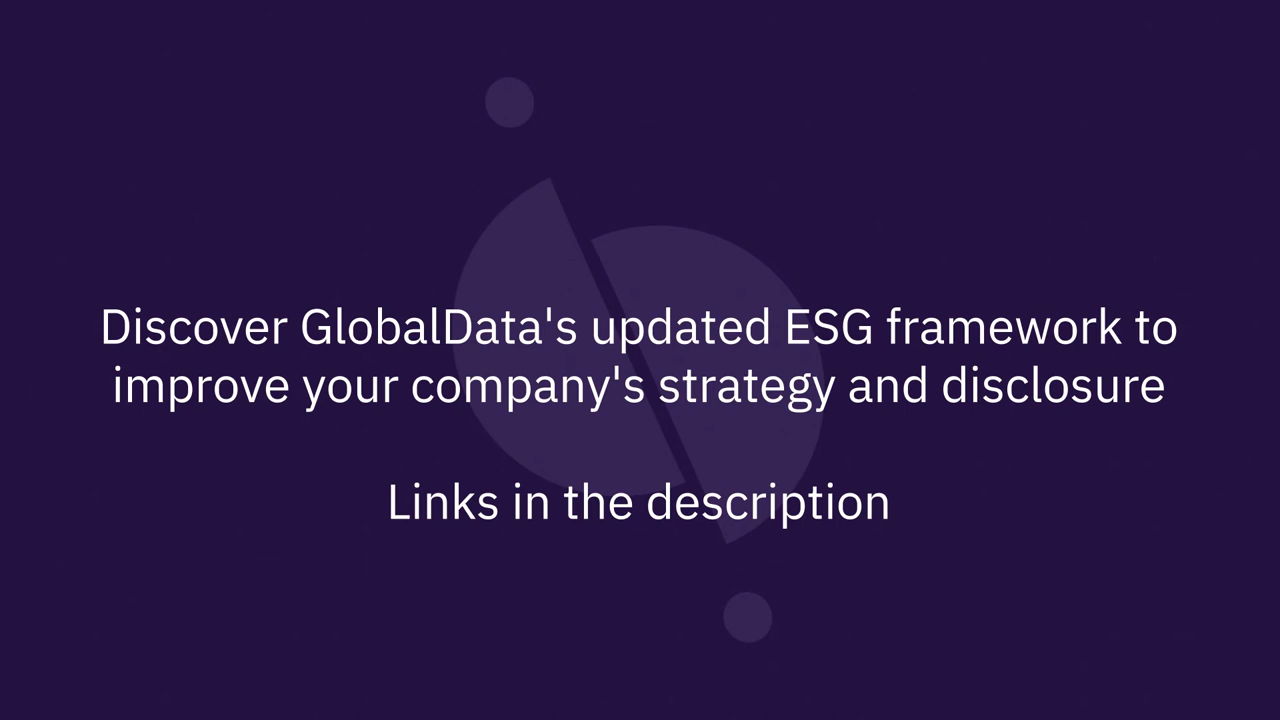 Discover GlobalData's updated ESG framework to
improve your company's strategy and disclosure
Links in the description